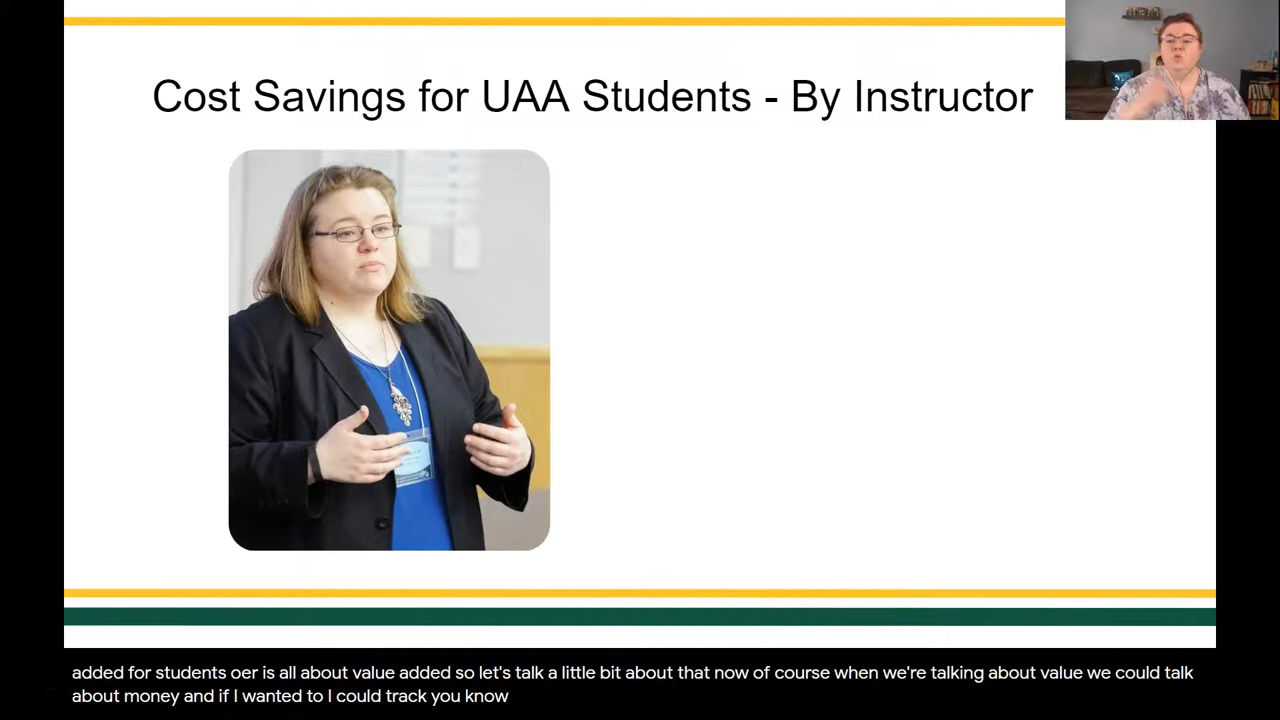 Cost Savings for UAA Students - By Instructor
added for students oer is all about value added so let's talk a little bit about that now of course when we're talking about value we could talk
about money and if I wanted to I could track you know